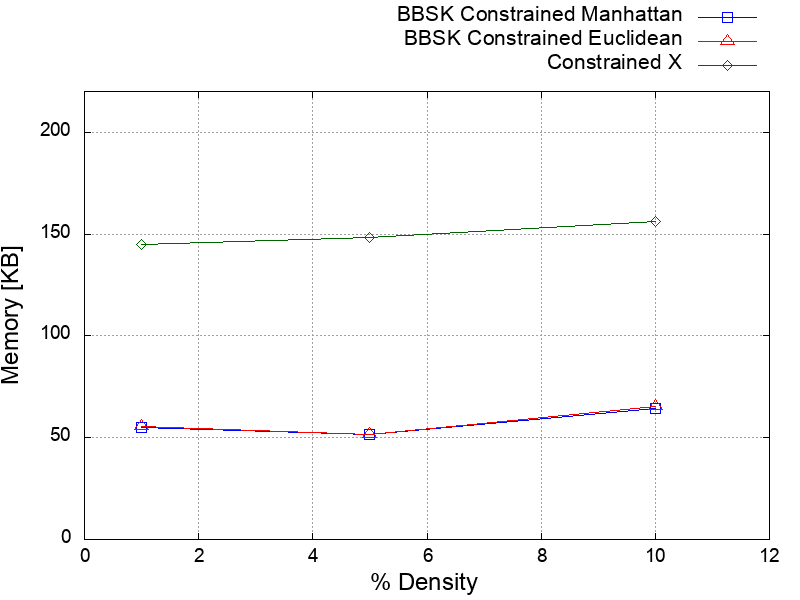 BBSK Constrained Manhattan
BBSK Constrained Euclidean
Constrained X
200
150
100
50
0
0 2 4 6 8 10 12
Memory [KB]
% Density